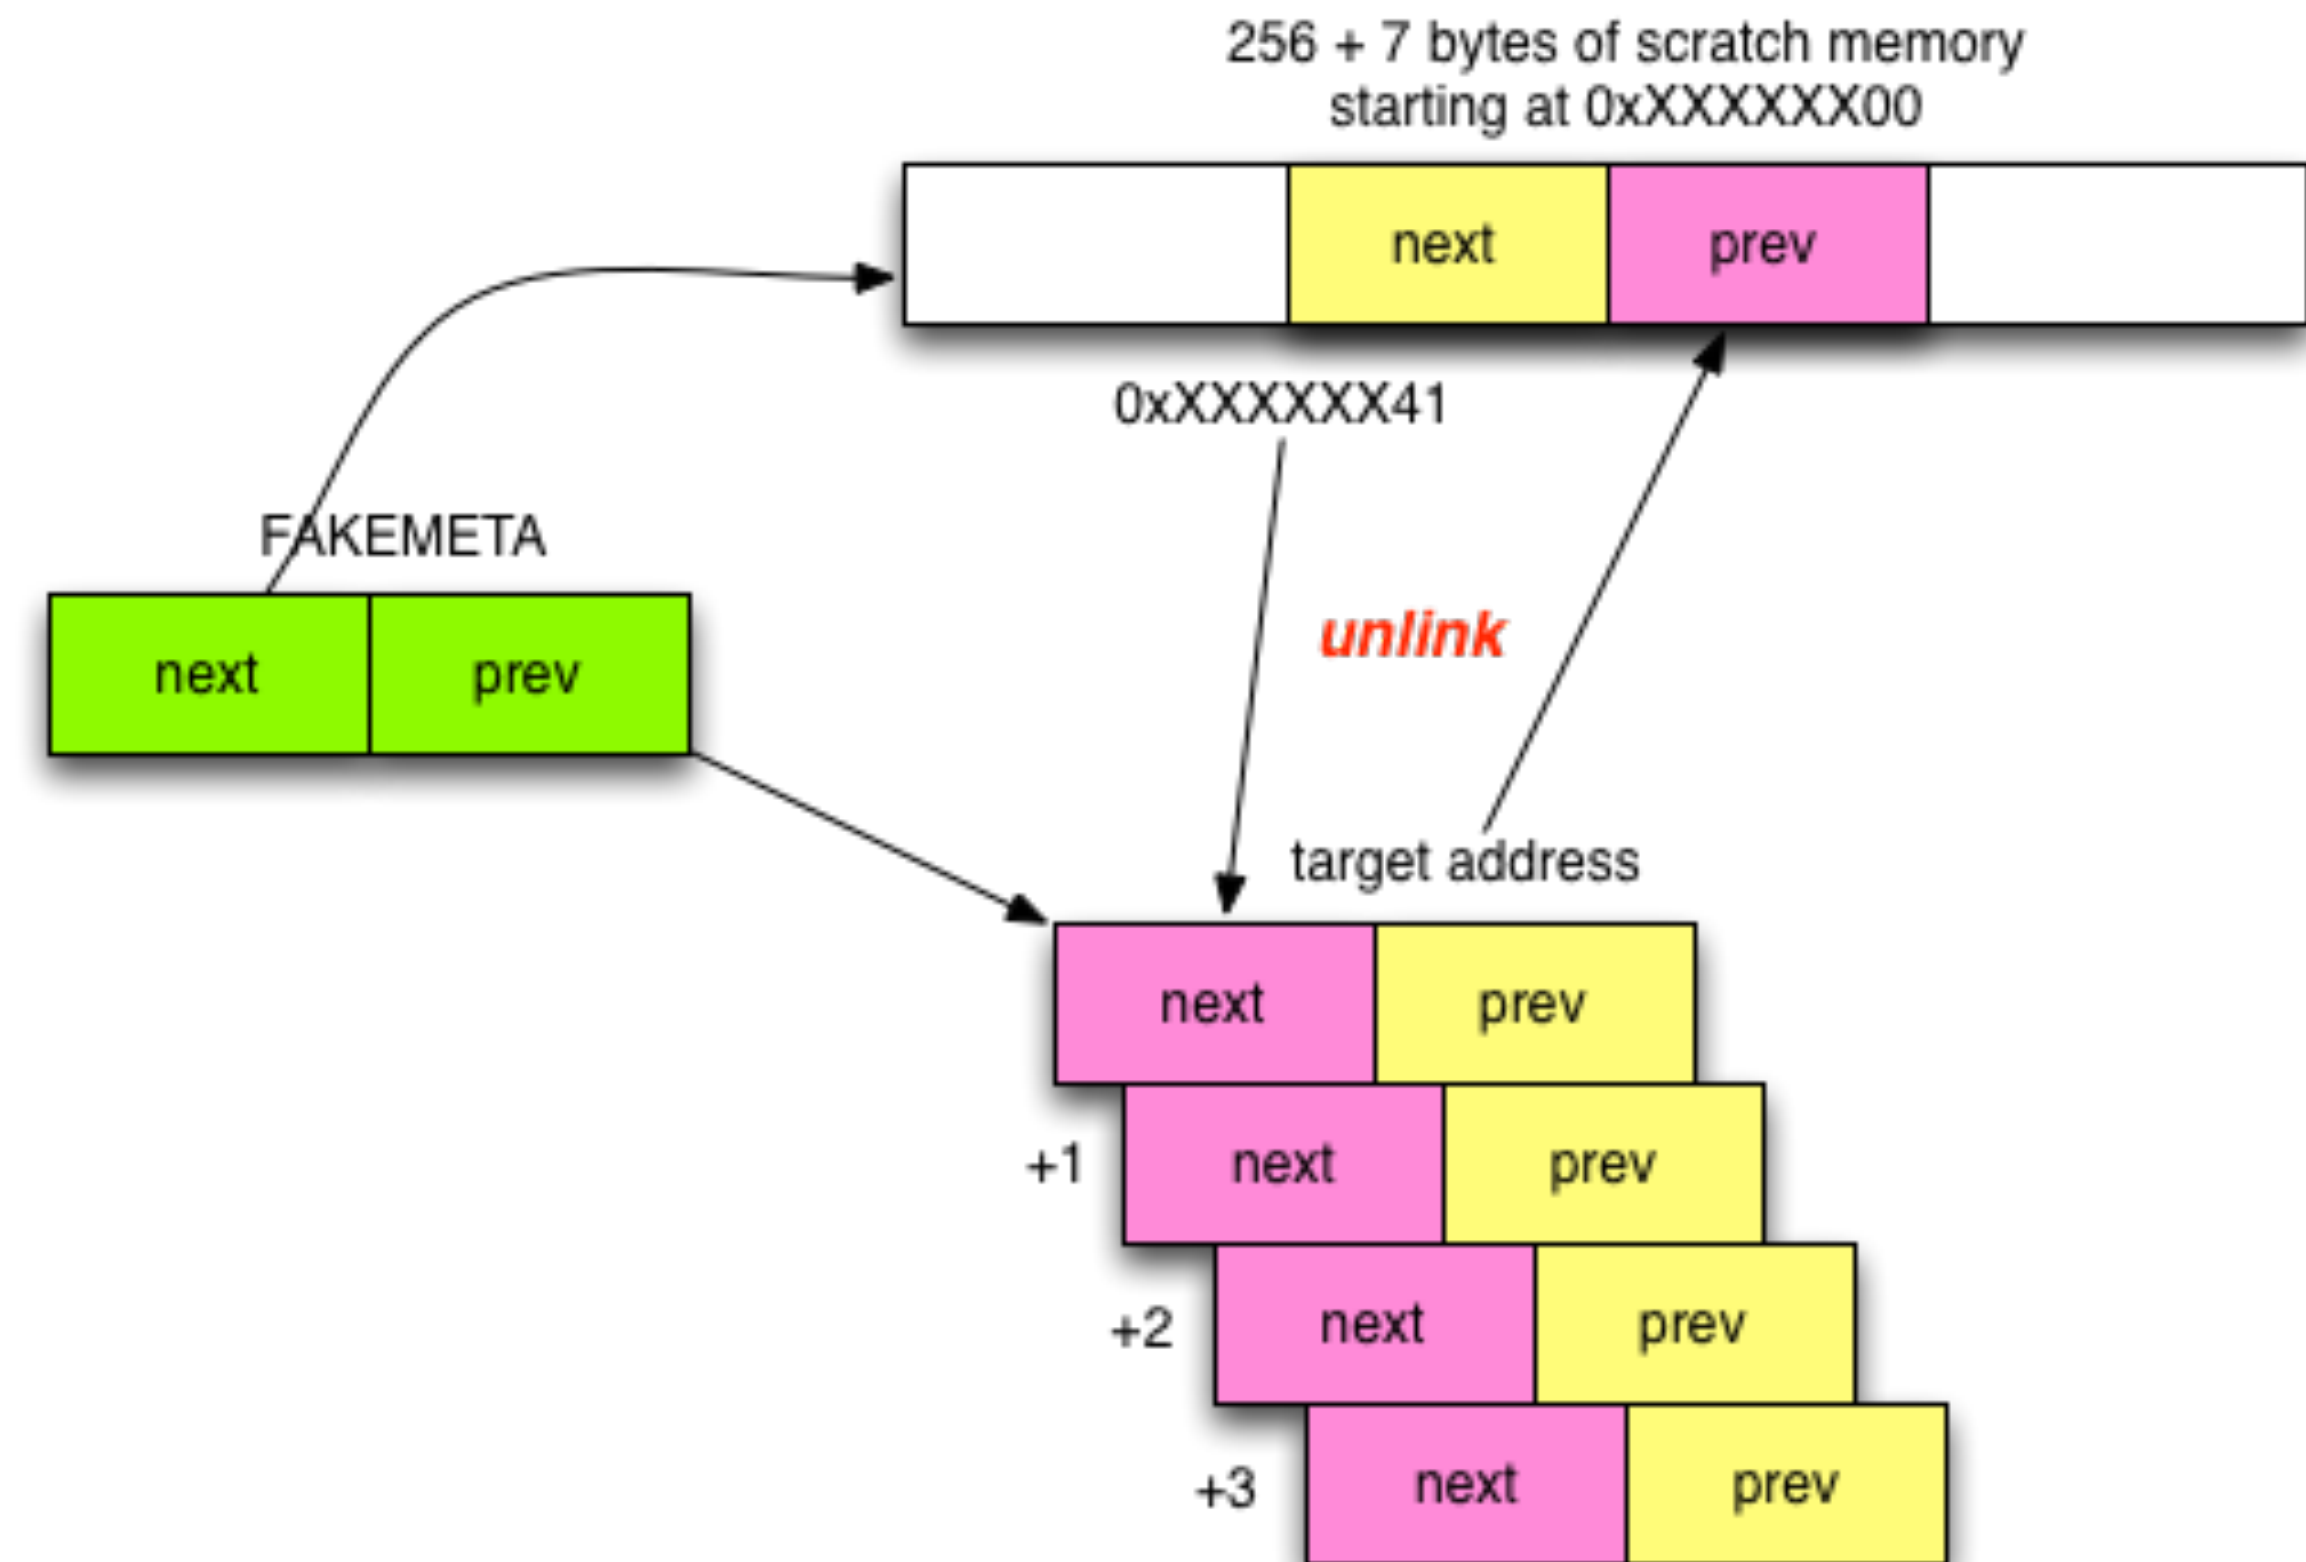 256 + 7 bytes of scratch memory
starting at 0xXXXXXX00
next prev
0xXXXXXX41
FAKEMETA
unlink
next prev
target address
next prev
+1 next prev
+2 next prev
+3 next prev